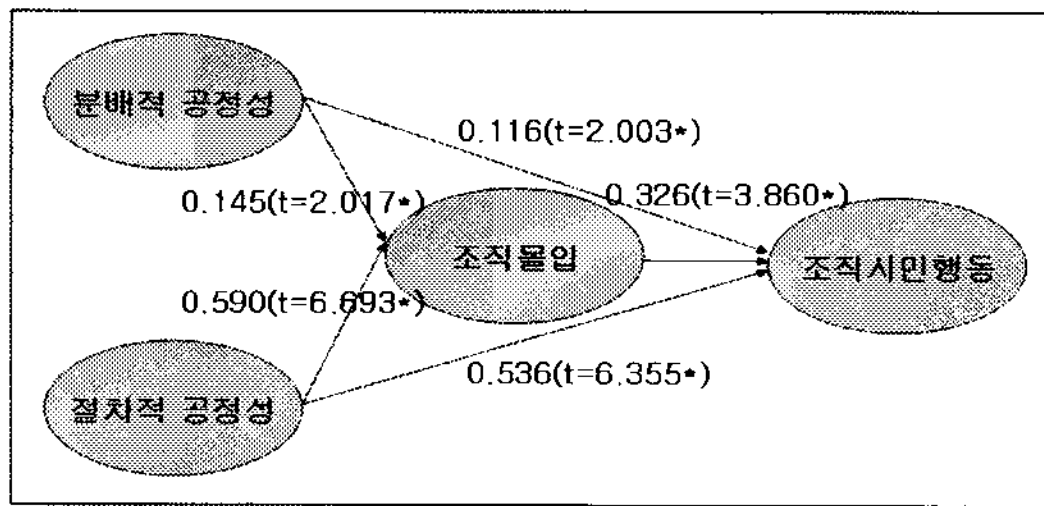 분배적 공정성
0.116(t=2.003*)
0.145(t=2.017*)
0.326(t=3.860*)
조직몰입
조직시민행동
0.590(t=6.693*)
0.536(t=6.355*)
절차적 공정성